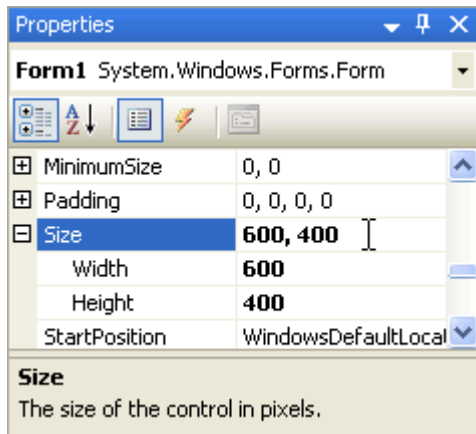 Properties
Form1 System.Windows.Forms.Form
A
Z
MinimumSize 0, 0
Padding 0, 0, 0, 0
Size 600, 400
Width 600
Height 400
StartPosition WindowsDefaultLocat
Size
The size of the control in pixels.